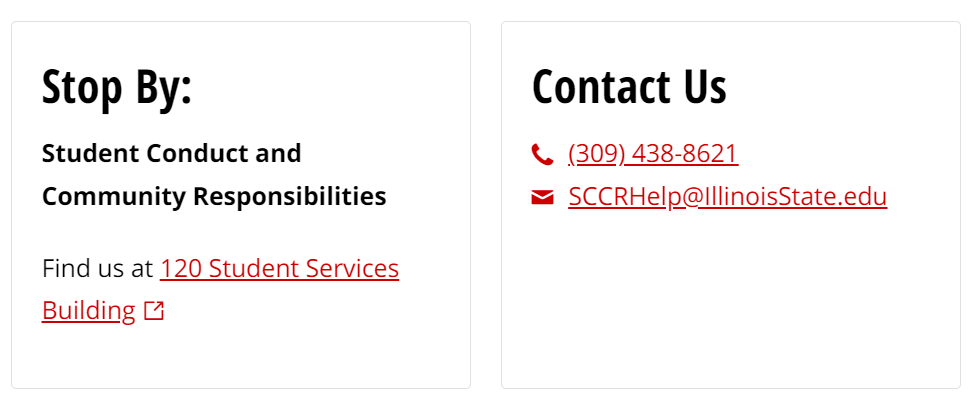 Stop By:
Student Conduct and
Community Responsibilities
Find us at 120 Student Services
Building
Contact Us
(309) 438-8621
SCCRHelp@IllinoisState.edu